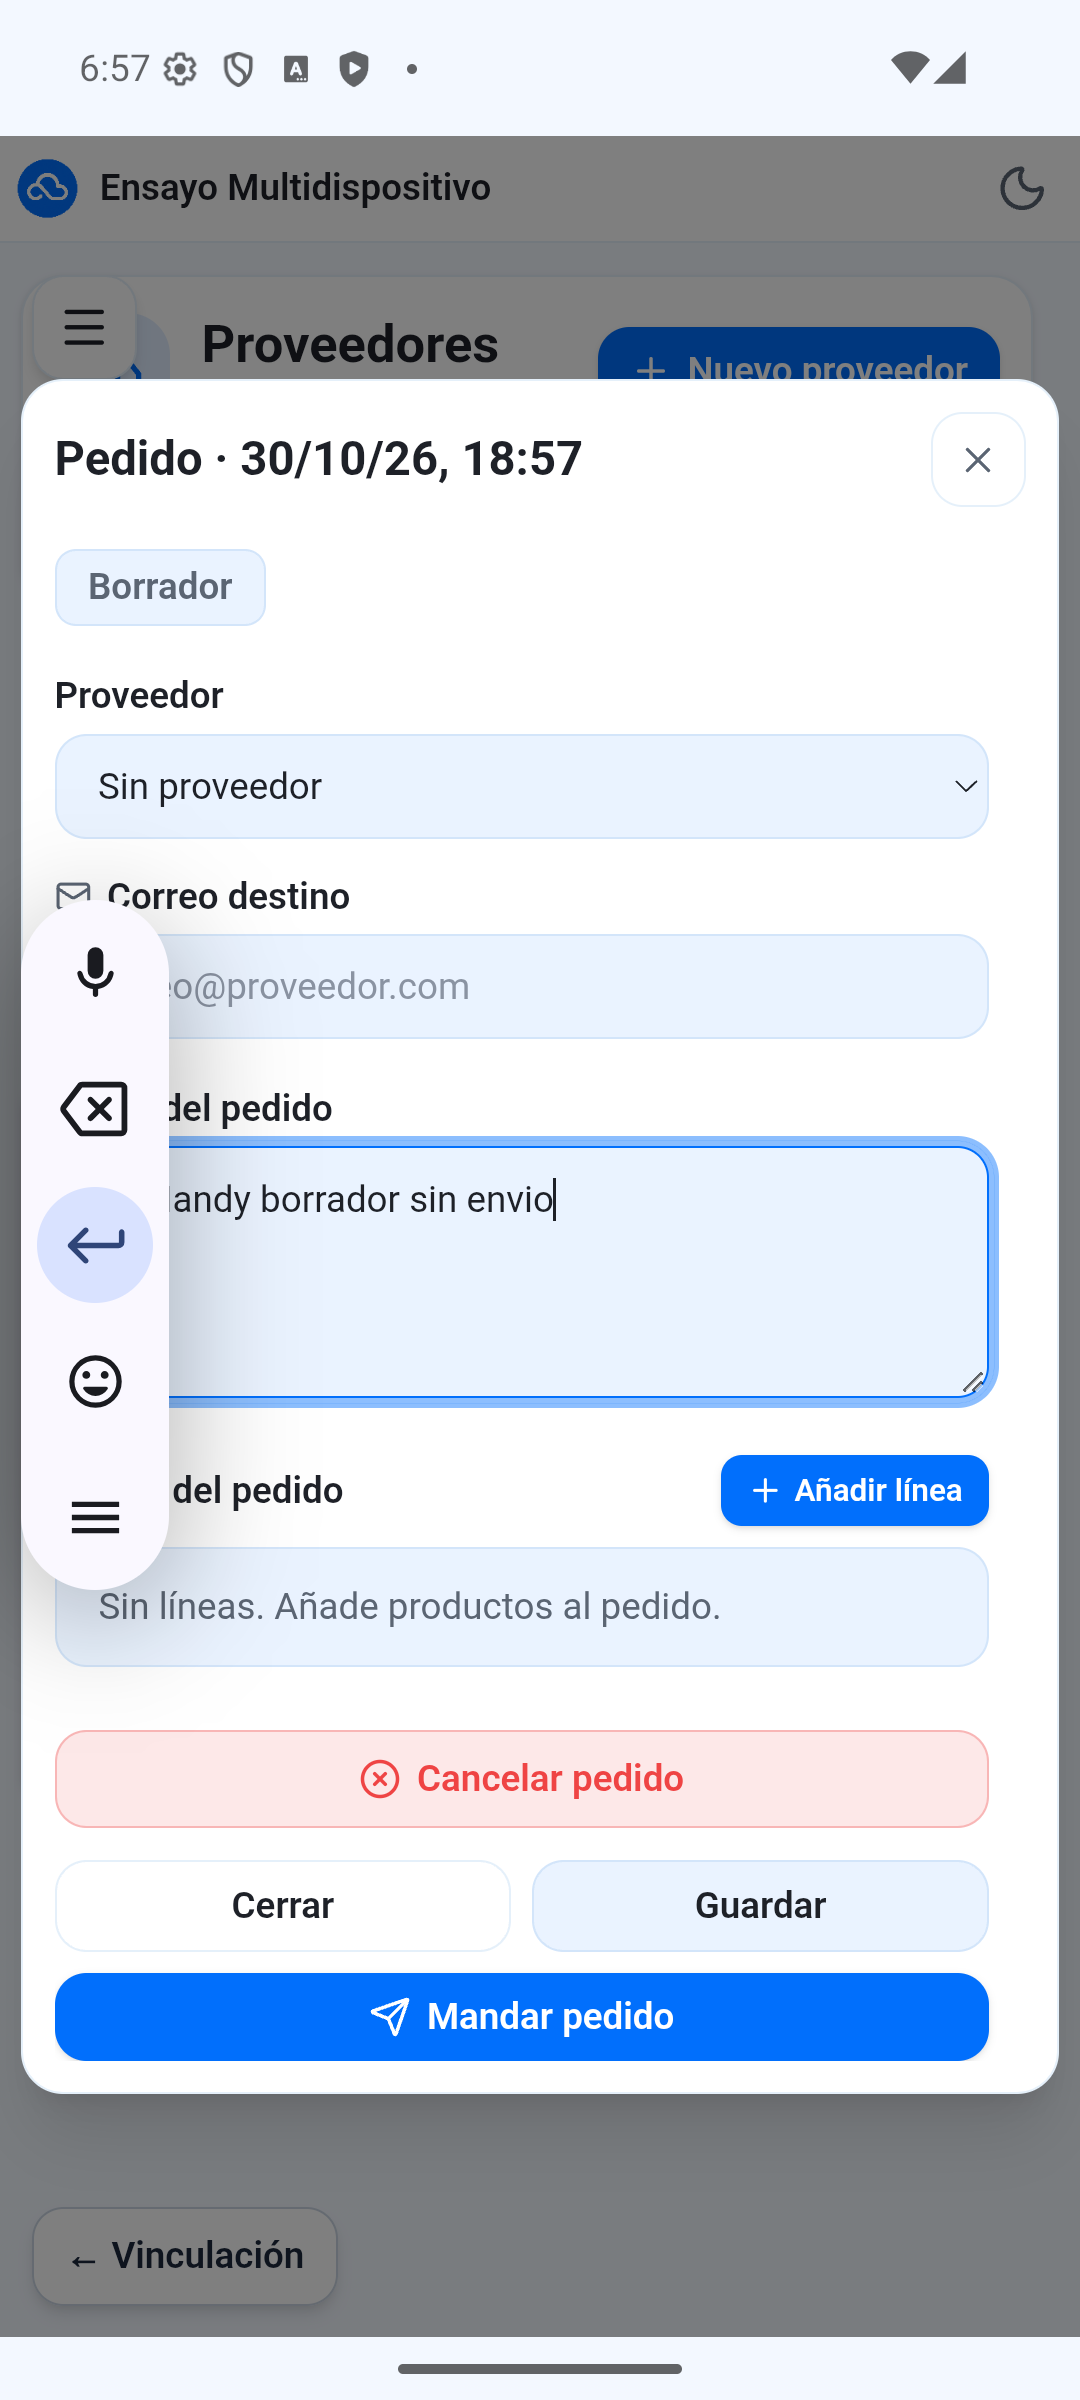 6:57
Ensayo Multidispositivo
Proveedores
Nuevo proveedor
Pedido · 30/10/26, 18:57
Borrador
Proveedor
Sin proveedor
Correo destino
o@proveedor.com
del pedido
andy borrador sin envio
del pedido
Añadir línea
Sin líneas. Añade productos al pedido.
Cancelar pedido
Cerrar
Guardar
Mandar pedido
← Vinculación